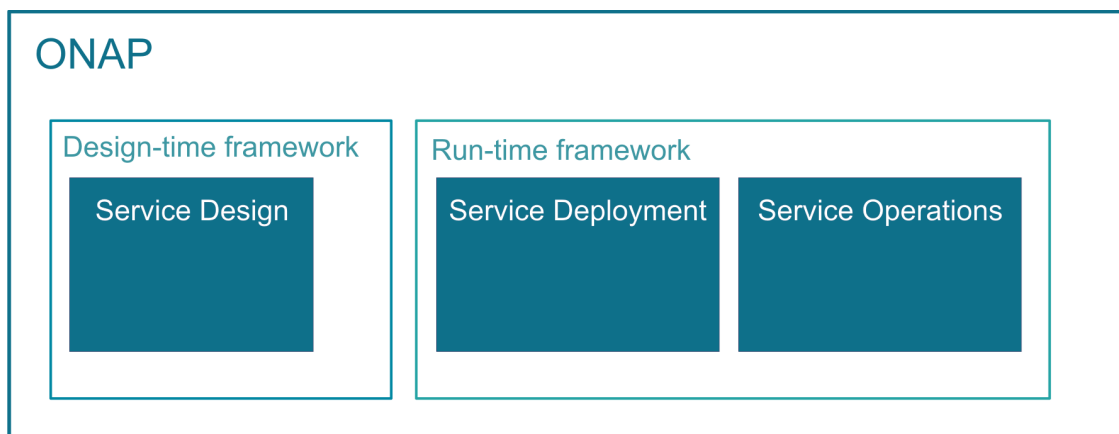 ONAP
Design-time framework
Service Design
Run-time framework
Service Deployment
Service Operations